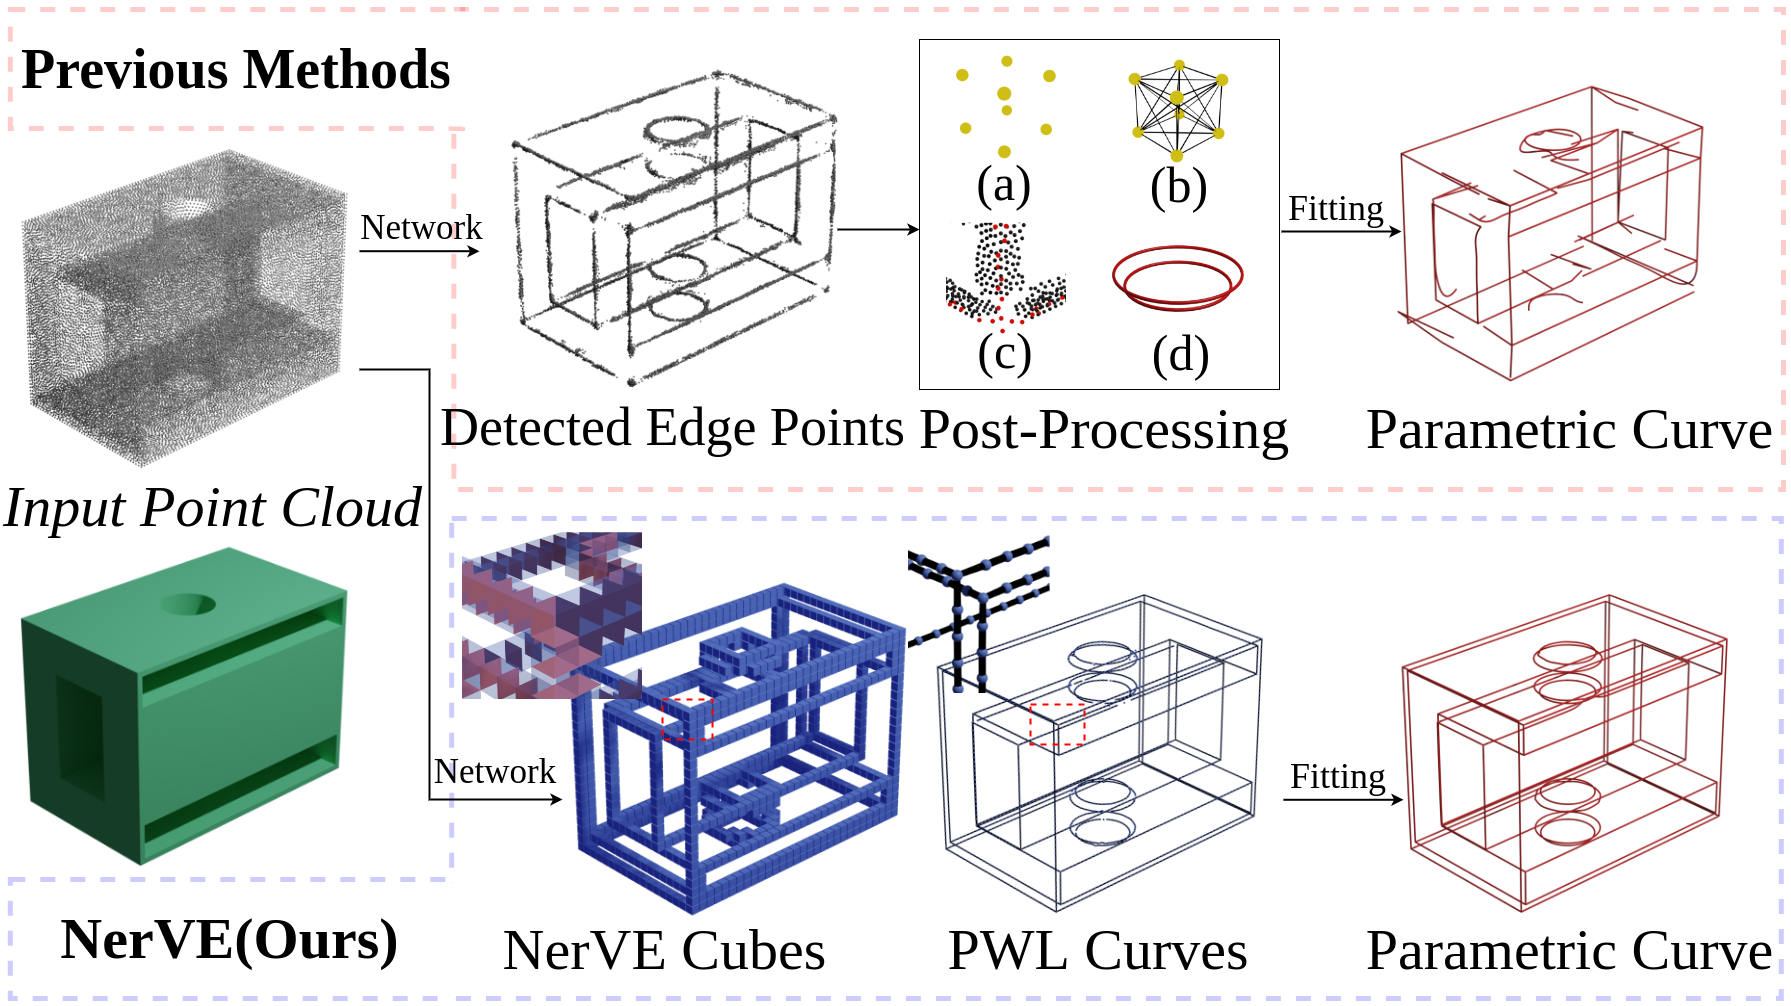 Previous Methods
Network
(a)
(b)
(c)
(d)
Fitting
Detected Edge Points
Post-Processing
Parametric Curve
Input Point Cloud
Network
Fitting
NerVE(Ours)
NerVE Cubes
PWL Curves
Parametric Curve